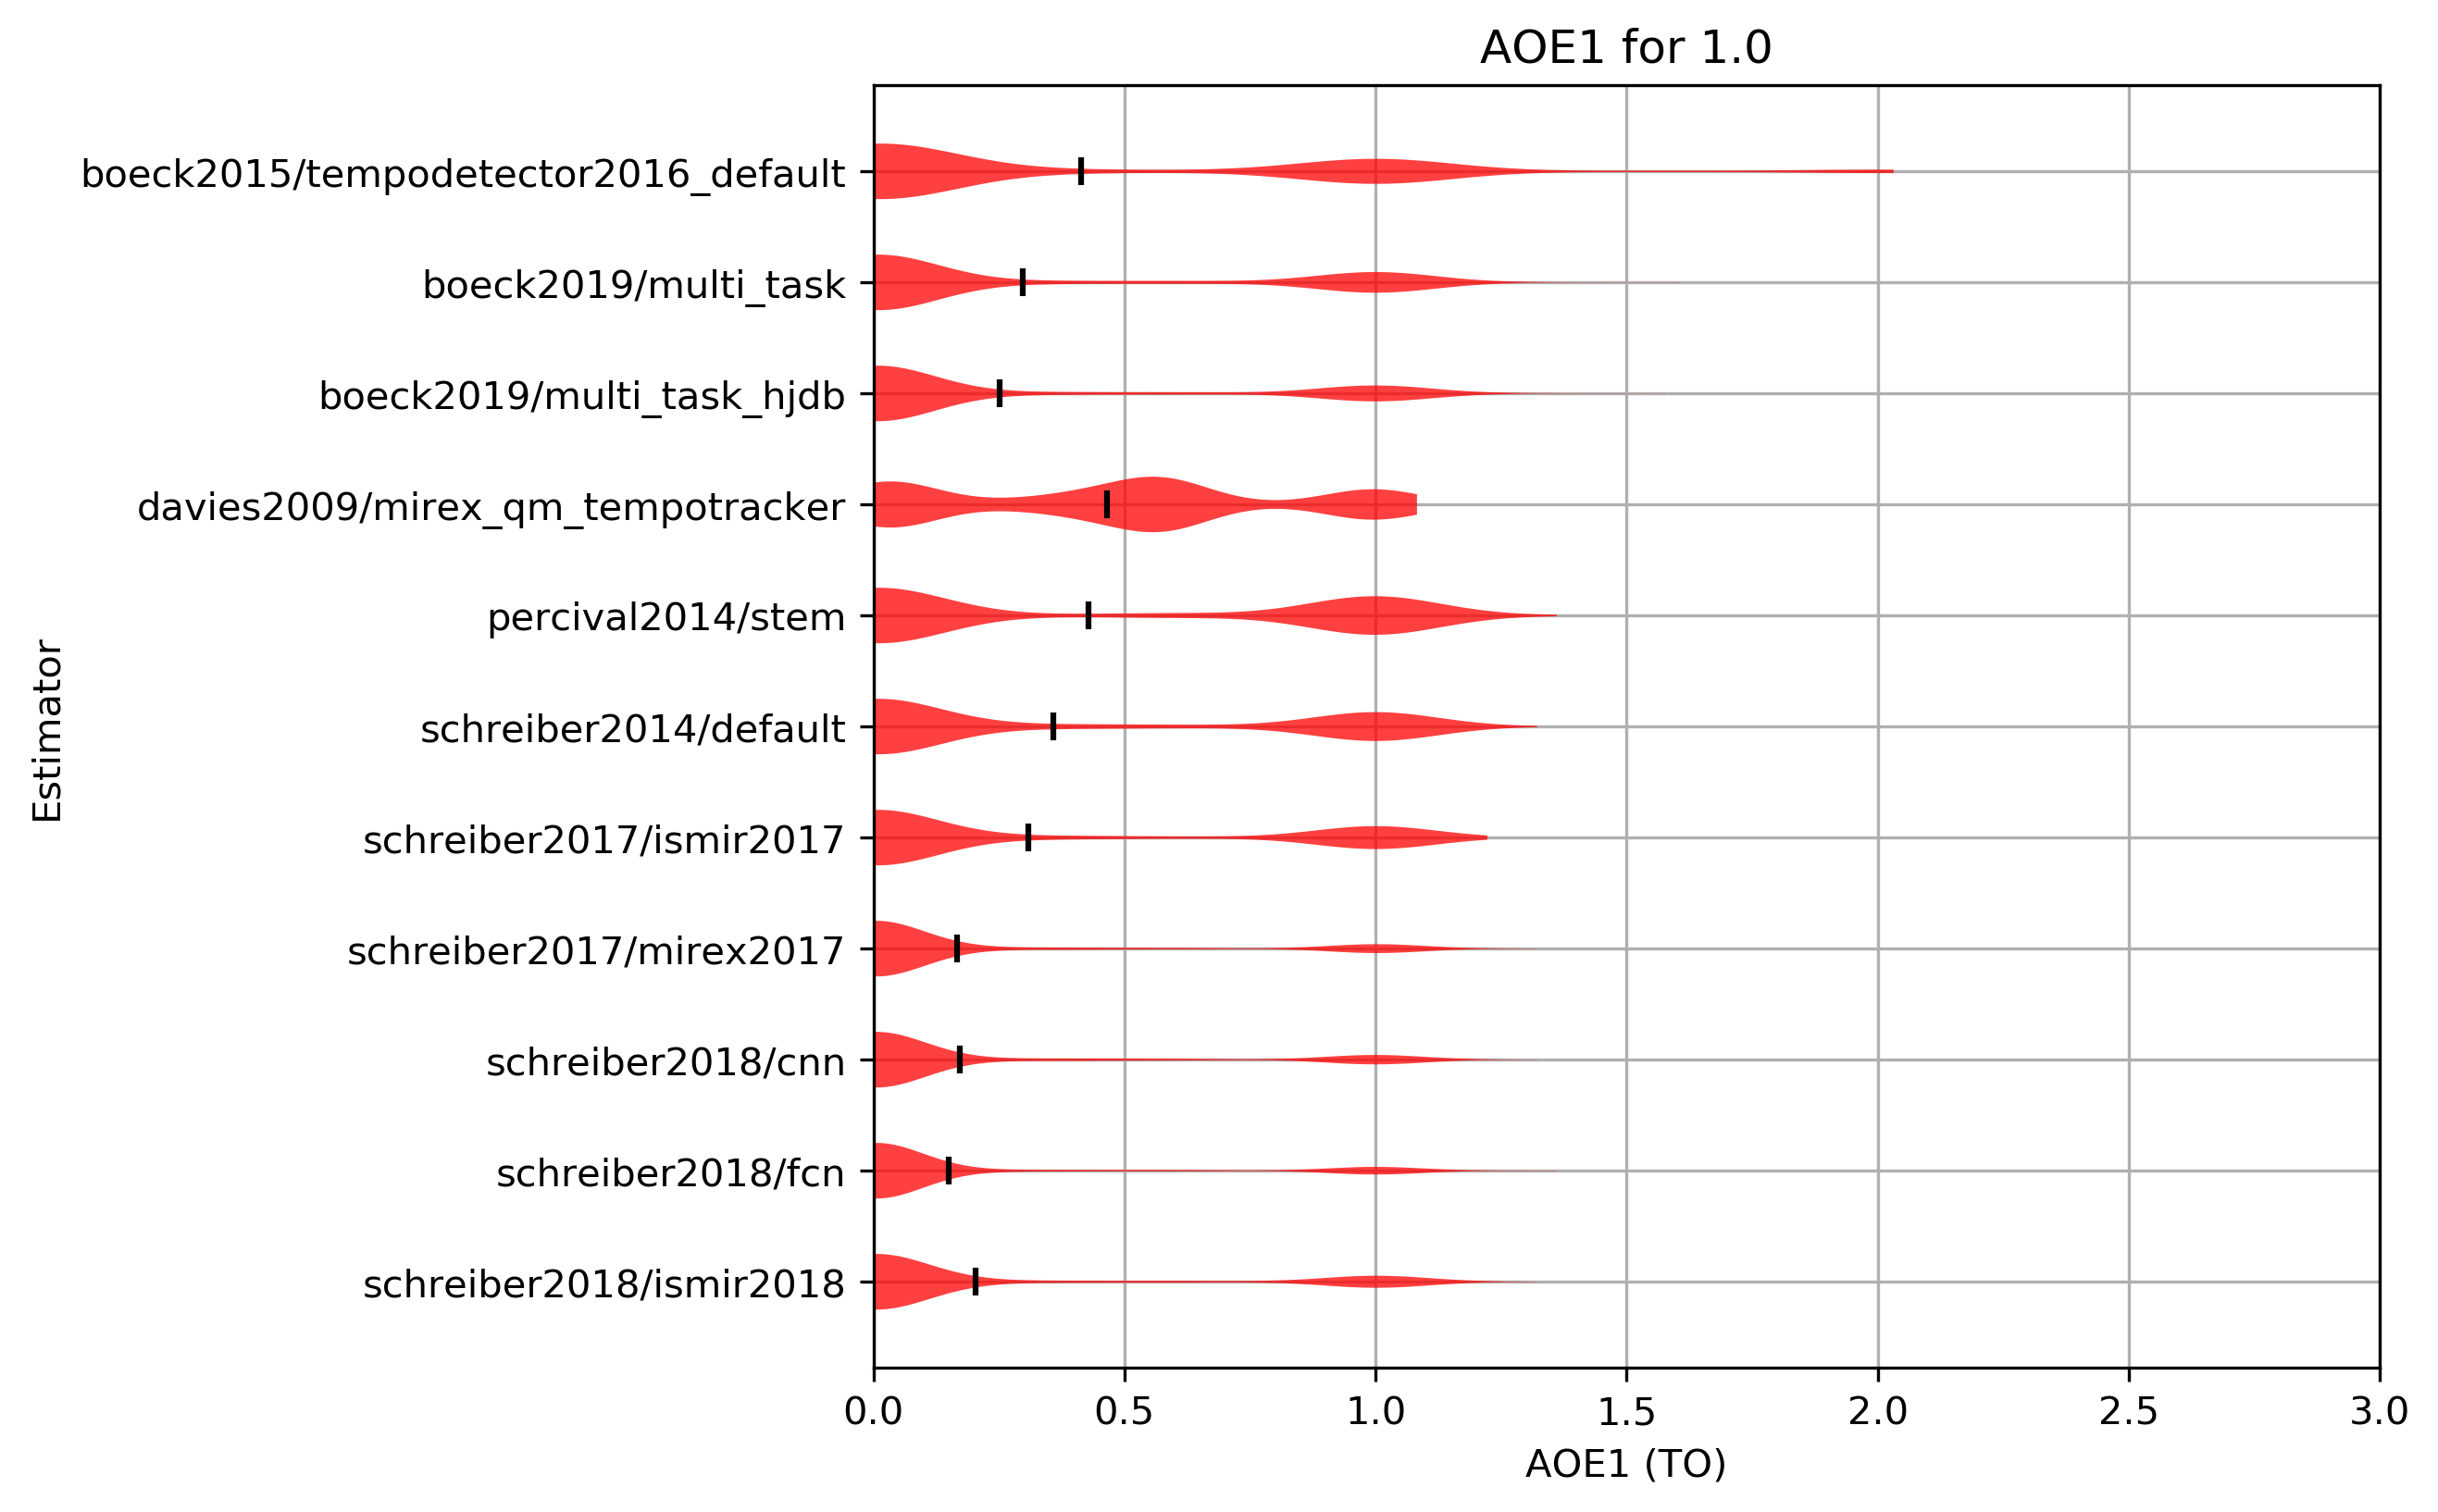 AOE1 for 1.0
boeck2015/tempodetector2016_default
boeck2019/multi_task
boeck2019/multi_task_hjdb
davies2009/mirex_qm_tempotracker
percival2014/stem
schreiber2014/default
schreiber2017/ismir2017
schreiber2017/mirex2017
schreiber2018/cnn
schreiber2018/fcn
schreiber2018/ismir2018
Estimator
0.0 0.5 1.0 1.5 2.0 2.5 3.0
AOE1 (TO)